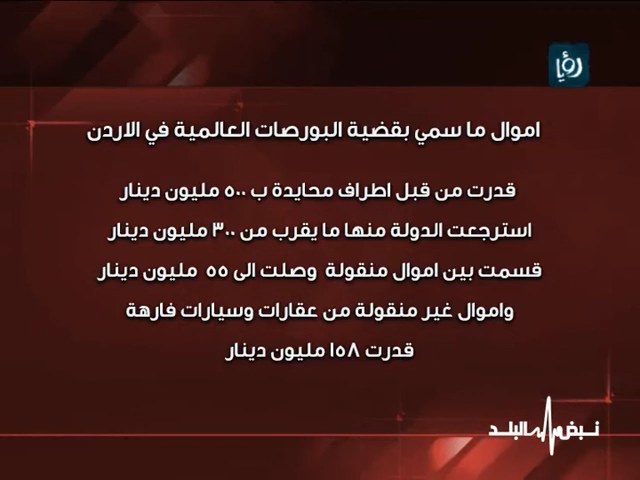 رؤيا
اموال ما سمي بقضية البورصات العالمية في الاردن
قدرت من قبل اطراف محايدة ب ٥٠٠ مليون دينار
استرجعت الدولة منها ما يقرب من ٣٠٠ مليون دينار
قسمت بين اموال منقولة وصلت الى ٥٥ مليون دينار
واموال غير منقولة من عقارات وسيارات فارهة
قدرت ١٥٨ مليون دينار
نبض البلد